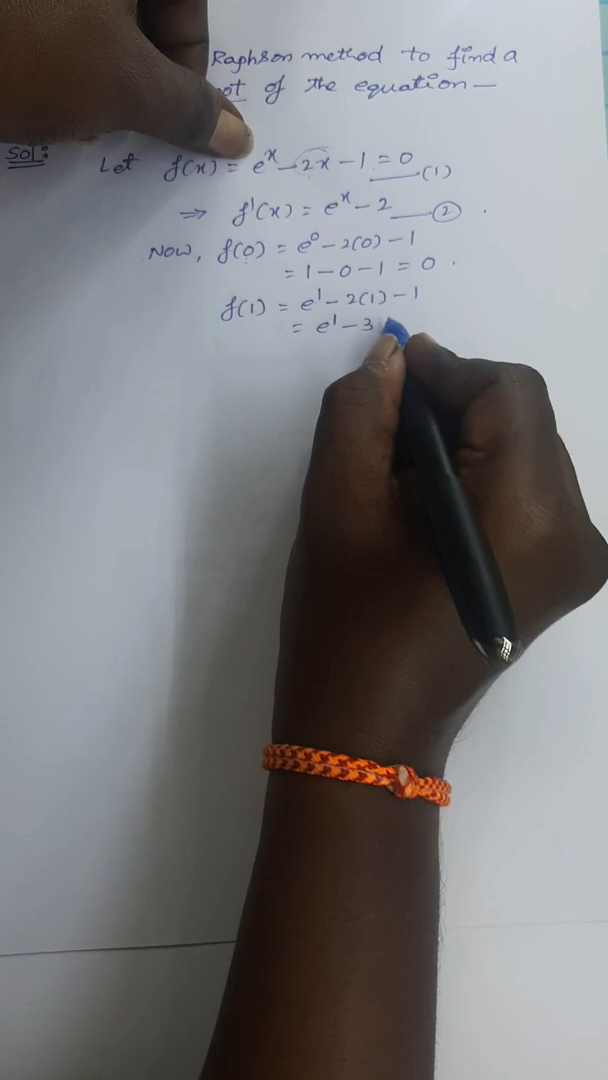 Raphson method to find a
of the equation —
Sol:
Let f(x) = e^x - 2x - 1 = 0 —(1)
⇒ f'(x) = e^x - 2 —②.
Now, f(0) = e^0 - 2(0) - 1
= 1 - 0 - 1 = 0.
f(1) = e^1 - 2(1) - 1
= e^1 - 3